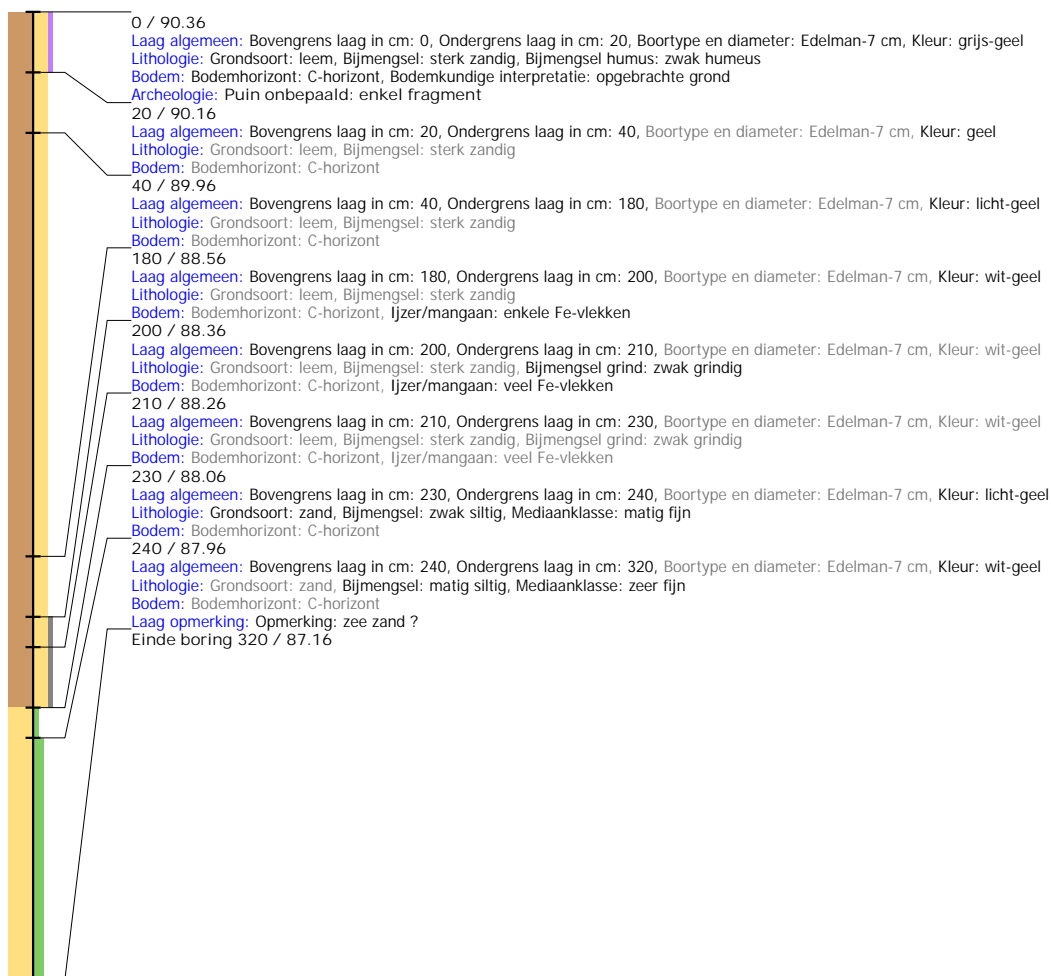 0 / 90.36
Laag algemeen: Bovengrens laag in cm: 0, Ondergrens laag in cm: 20, Boortype en diameter: Edelman-7 cm, Kleur: grijs-geel
Lithologie: Grondsoort: leem, Bijmengsel: sterk zandig, Bijmengsel humus: zwak humeus
Bodem: Bodemhorizont: C-horizont, Bodemkundige interpretatie: opgebrachte grond
Archeologie: Puin onbepaald: enkel fragment
20 / 90.16
Laag algemeen: Bovengrens laag in cm: 20, Ondergrens laag in cm: 40, Boortype en diameter: Edelman-7 cm, Kleur: geel
Lithologie: Grondsoort: leem, Bijmengsel: sterk zandig
Bodem: Bodemhorizont: C-horizont
40 / 89.96
Laag algemeen: Bovengrens laag in cm: 40, Ondergrens laag in cm: 180, Boortype en diameter: Edelman-7 cm, Kleur: licht-geel
Lithologie: Grondsoort: leem, Bijmengsel: sterk zandig
Bodem: Bodemhorizont: C-horizont
180 / 88.56
Laag algemeen: Bovengrens laag in cm: 180, Ondergrens laag in cm: 200, Boortype en diameter: Edelman-7 cm, Kleur: wit-geel
Lithologie: Grondsoort: leem, Bijmengsel: sterk zandig
Bodem: Bodemhorizont: C-horizont, Ijzer/mangaan: enkele Fe-vlekken
200 / 88.36
Laag algemeen: Bovengrens laag in cm: 200, Ondergrens laag in cm: 210, Boortype en diameter: Edelman-7 cm, Kleur: wit-geel
Lithologie: Grondsoort: leem, Bijmengsel: sterk zandig, Bijmengsel grind: zwak grindig
Bodem: Bodemhorizont: C-horizont, Ijzer/mangaan: veel Fe-vlekken
210 / 88.26
Laag algemeen: Bovengrens laag in cm: 210, Ondergrens laag in cm: 230, Boortype en diameter: Edelman-7 cm, Kleur: wit-geel
Lithologie: Grondsoort: leem, Bijmengsel: sterk zandig, Bijmengsel grind: zwak grindig
Bodem: Bodemhorizont: C-horizont, Ijzer/mangaan: veel Fe-vlekken
230 / 88.06
Laag algemeen: Bovengrens laag in cm: 230, Ondergrens laag in cm: 240, Boortype en diameter: Edelman-7 cm, Kleur: licht-geel
Lithologie: Grondsoort: zand, Bijmengsel: zwak siltig, Mediaanklasse: matig fijn
Bodem: Bodemhorizont: C-horizont
240 / 87.96
Laag algemeen: Bovengrens laag in cm: 240, Ondergrens laag in cm: 320, Boortype en diameter: Edelman-7 cm, Kleur: wit-geel
Lithologie: Grondsoort: zand, Bijmengsel: matig siltig, Mediaanklasse: zeer fijn
Bodem: Bodemhorizont: C-horizont
Laag opmerking: Opmerking: zee zand ?
Einde boring 320 / 87.16